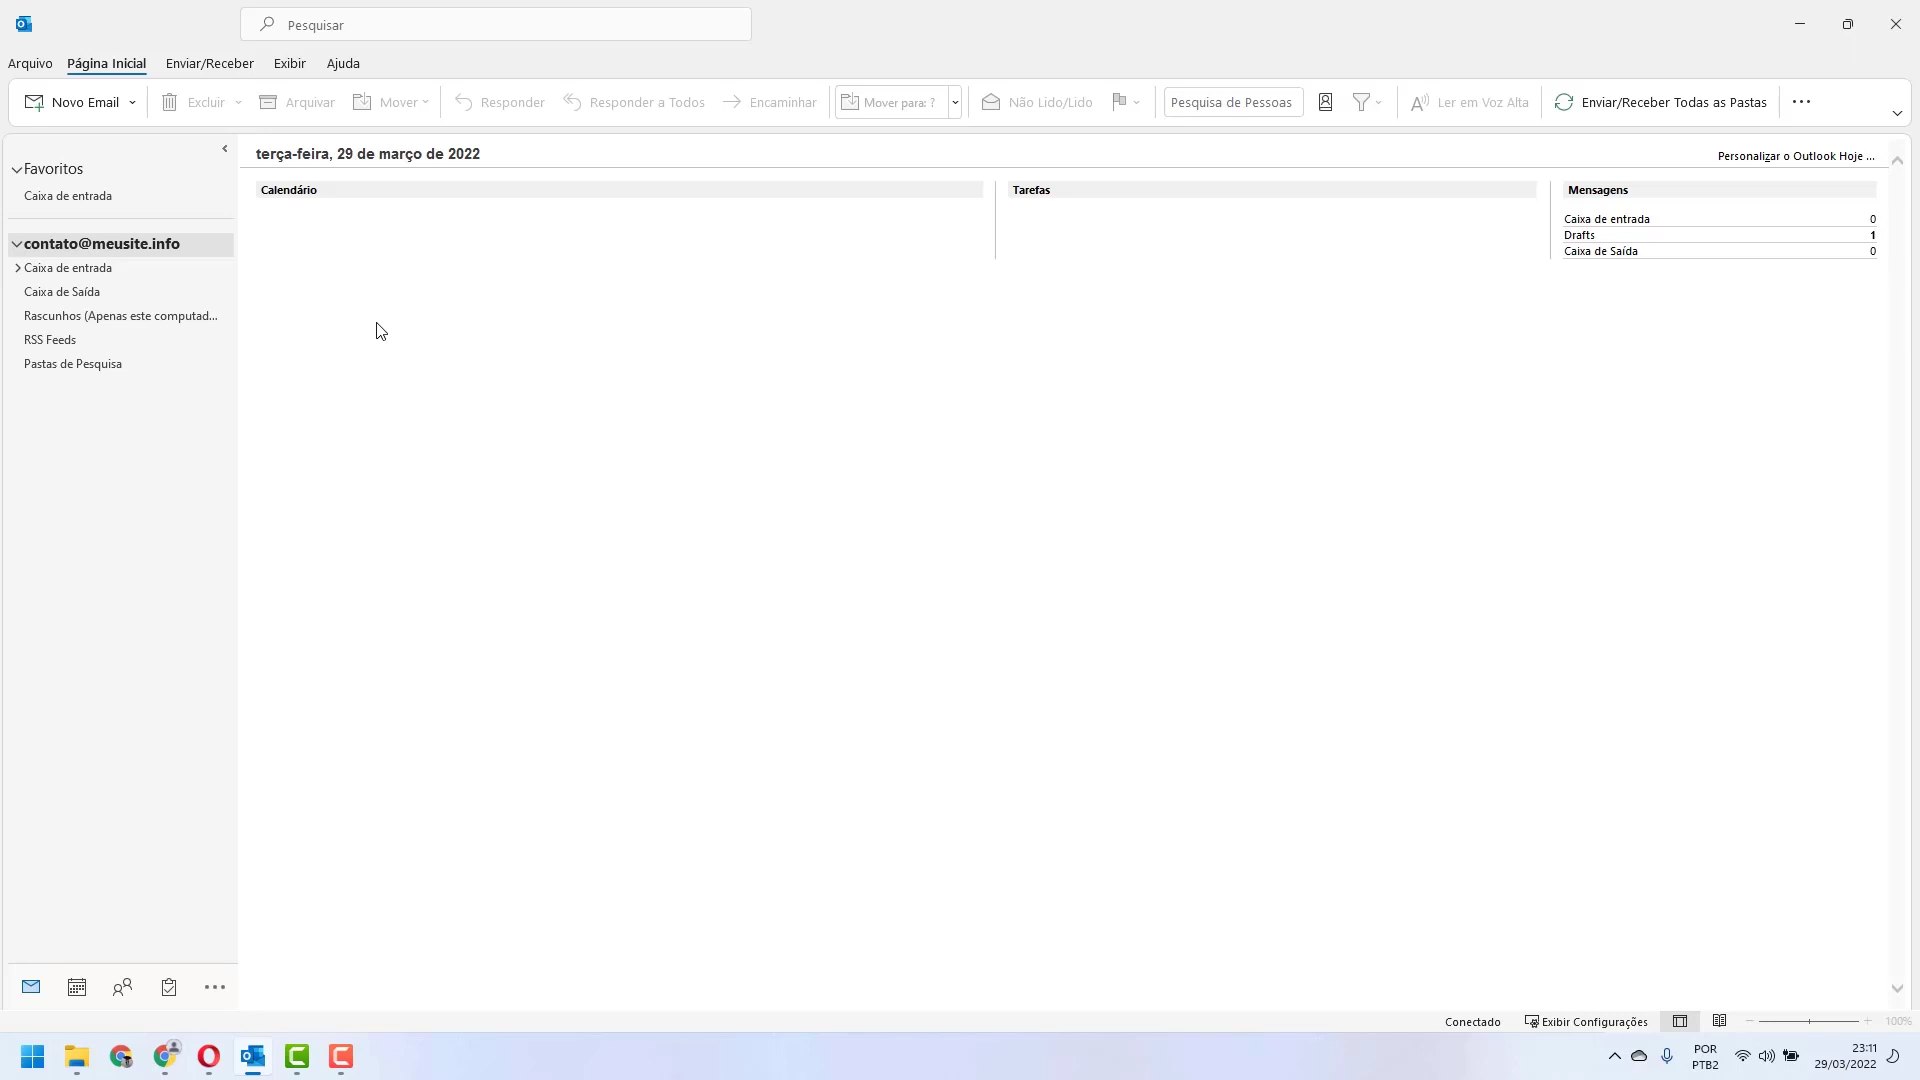 Pesquisar
Arquivo Página Inicial Enviar/Receber Exibir Ajuda
Novo Email Excluir Arquivar Mover Responder Responder a Todos Encaminhar Mover para: ? Não Lido/Lido Pesquisa de Pessoas Ler em Voz Alta Enviar/Receber Todas as Pastas
terça-feira, 29 de março de 2022
Personalizar o Outlook Hoje ...
Favoritos
Caixa de entrada
contato@meusite.info
Caixa de entrada
Caixa de Saída
Rascunhos (Apenas este computad...
RSS Feeds
Pastas de Pesquisa
Calendário
Tarefas
Mensagens
Caixa de entrada 0
Drafts 1
Caixa de Saída 0
Conectado Exibir Configurações 100%
POR
PTB2
23:11
29/03/2022